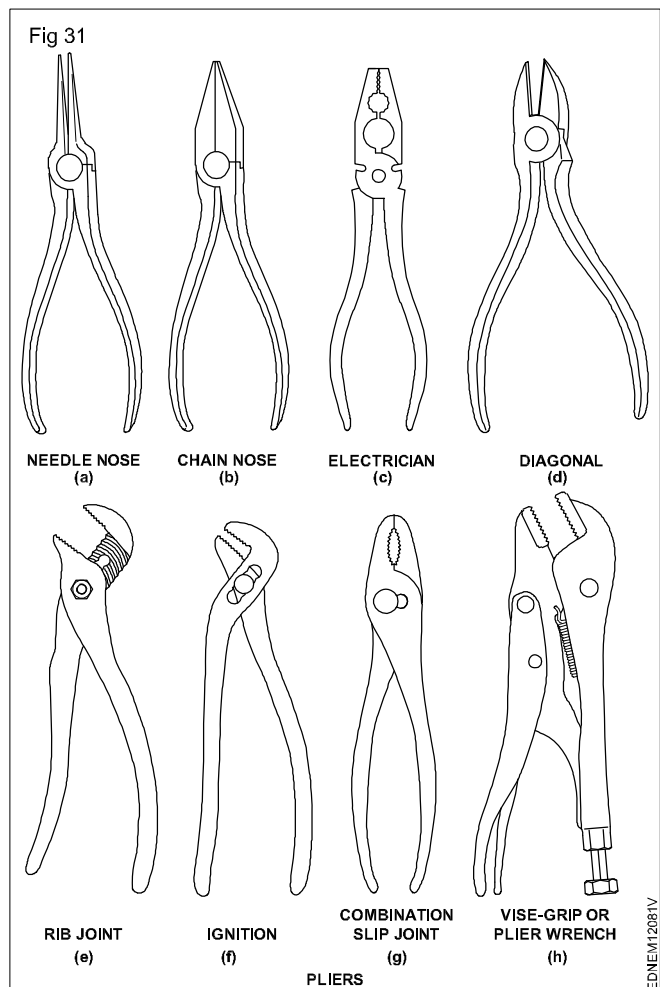 Fig 31
NEEDLE NOSE
(a)
CHAIN NOSE
(b)
ELECTRICIAN
(c)
DIAGONAL
(d)
RIB JOINT
(e)
IGNITION
(f)
COMBINATION
SLIP JOINT
(g)
VISE-GRIP OR
PLIER WRENCH
(h)
PLIERS
EDNEM12081V